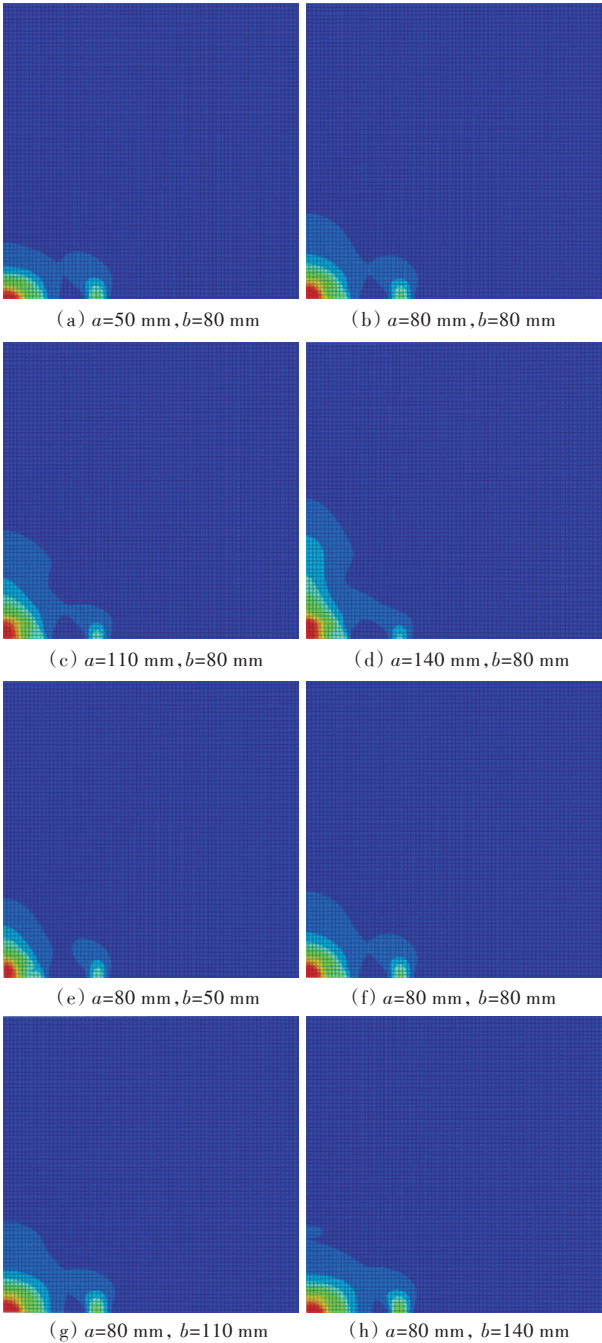 (a) a=50 mm, b=80 mm
(b) a=80 mm, b=80 mm
(c) a=110 mm, b=80 mm
(d) a=140 mm, b=80 mm
(e) a=80 mm, b=50 mm
(f) a=80 mm, b=80 mm
(g) a=80 mm, b=110 mm
(h) a=80 mm, b=140 mm